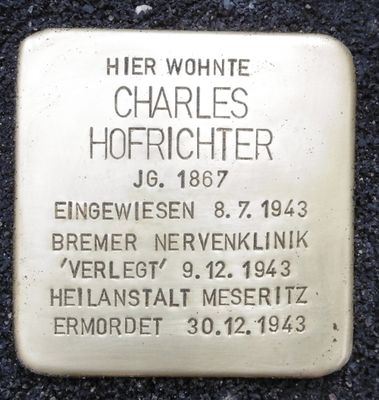 HIER WOHNTE
CHARLES
HOFRICHTER
JG. 1867
EINGEWIESEN 8.7.1943
BREMER NERVENKLINIK
'VERLEGT' 9.12.1943
HEILANSTALT MESERITZ
ERMORDET 30.12.1943